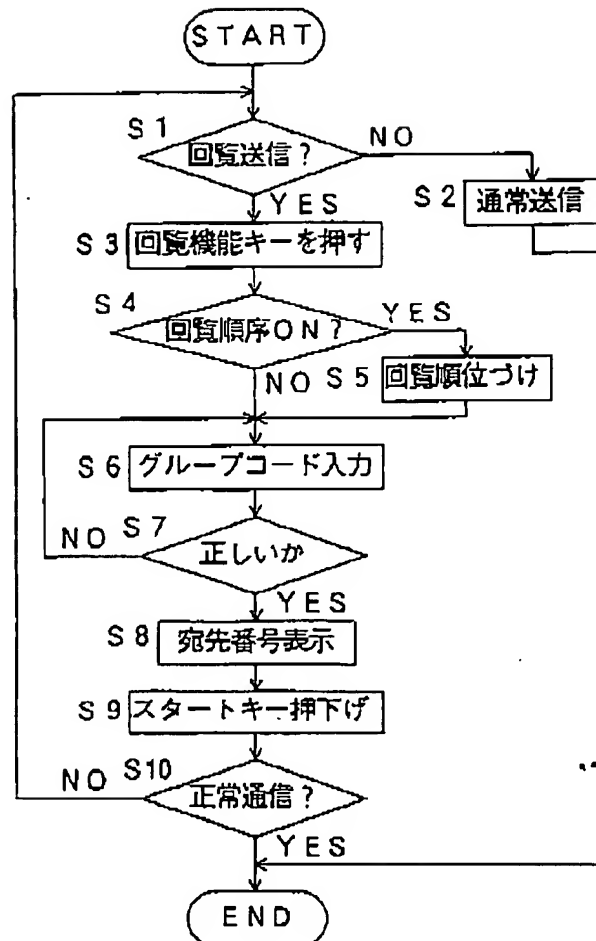 START
S1
回覧送信？
NO
YES
S2
通常送信
S3
回覧機能キーを押す
S4
回覧順序ON？
YES
NO
S5
回覧順位づけ
S6
グループコード入力
S7
NO
正しいか
YES
S8
宛先番号表示
S9
スタートキー押下げ
S10
NO
正常通信？
YES
END